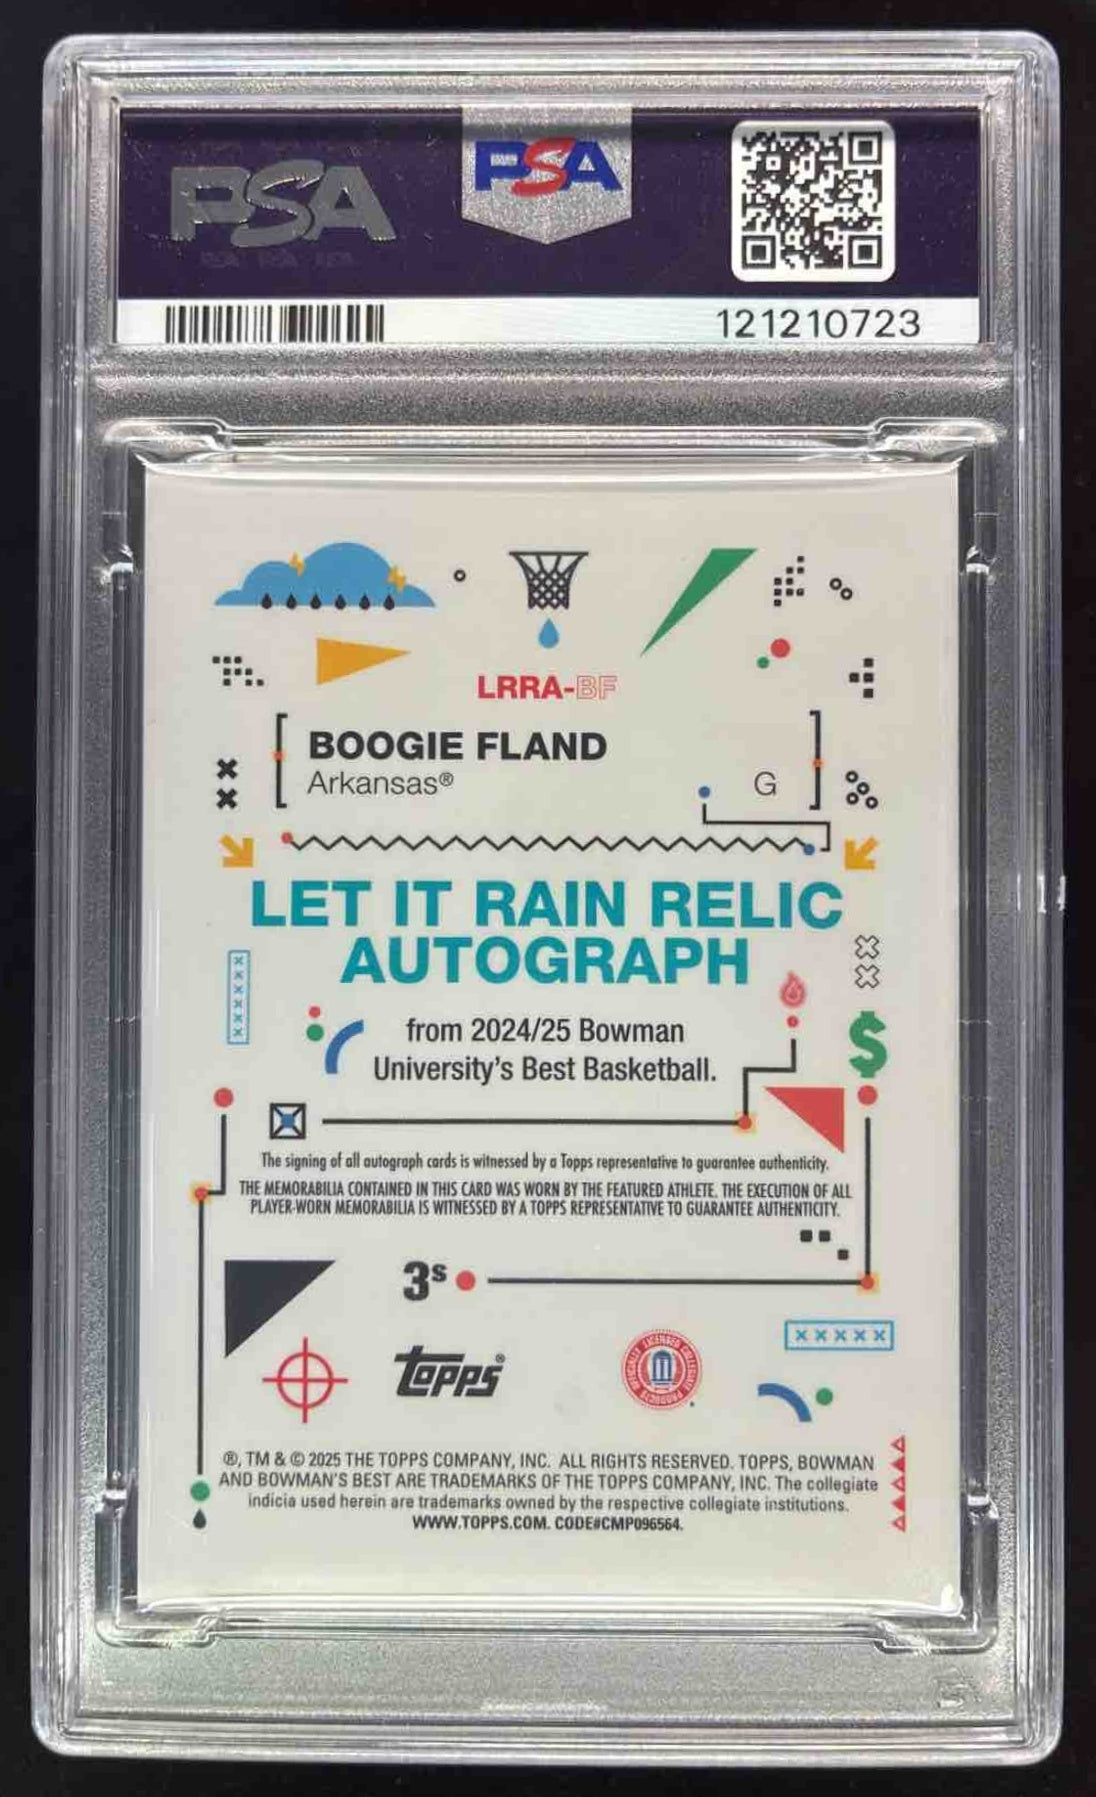 PSA
PSA
121210723
LRRA-BF
BOOGIE FLAND
Arkansas®
G
LET IT RAIN RELIC
AUTOGRAPH
from 2024/25 Bowman
University's Best Basketball.
The signing of all autograph cards is witnessed by a Topps representative to guarantee authenticity.
THE MEMORABILIA CONTAINED IN THIS CARD WAS WORN BY THE FEATURED ATHLETE. THE EXECUTION OF ALL
PLAYER-WORN MEMORABILIA IS WITNESSED BY A TOPPS REPRESENTATIVE TO GUARANTEE AUTHENTICITY.
3s
Topps®
OFFICIALLY LICENSED COLLEGIATE PRODUCTS
®, TM & © 2025 THE TOPPS COMPANY, INC. ALL RIGHTS RESERVED. TOPPS, BOWMAN
AND BOWMAN'S BEST ARE TRADEMARKS OF THE TOPPS COMPANY, INC. The collegiate
indicia used herein are trademarks owned by the respective collegiate institutions.
WWW.TOPPS.COM. CODE#CMP096564.